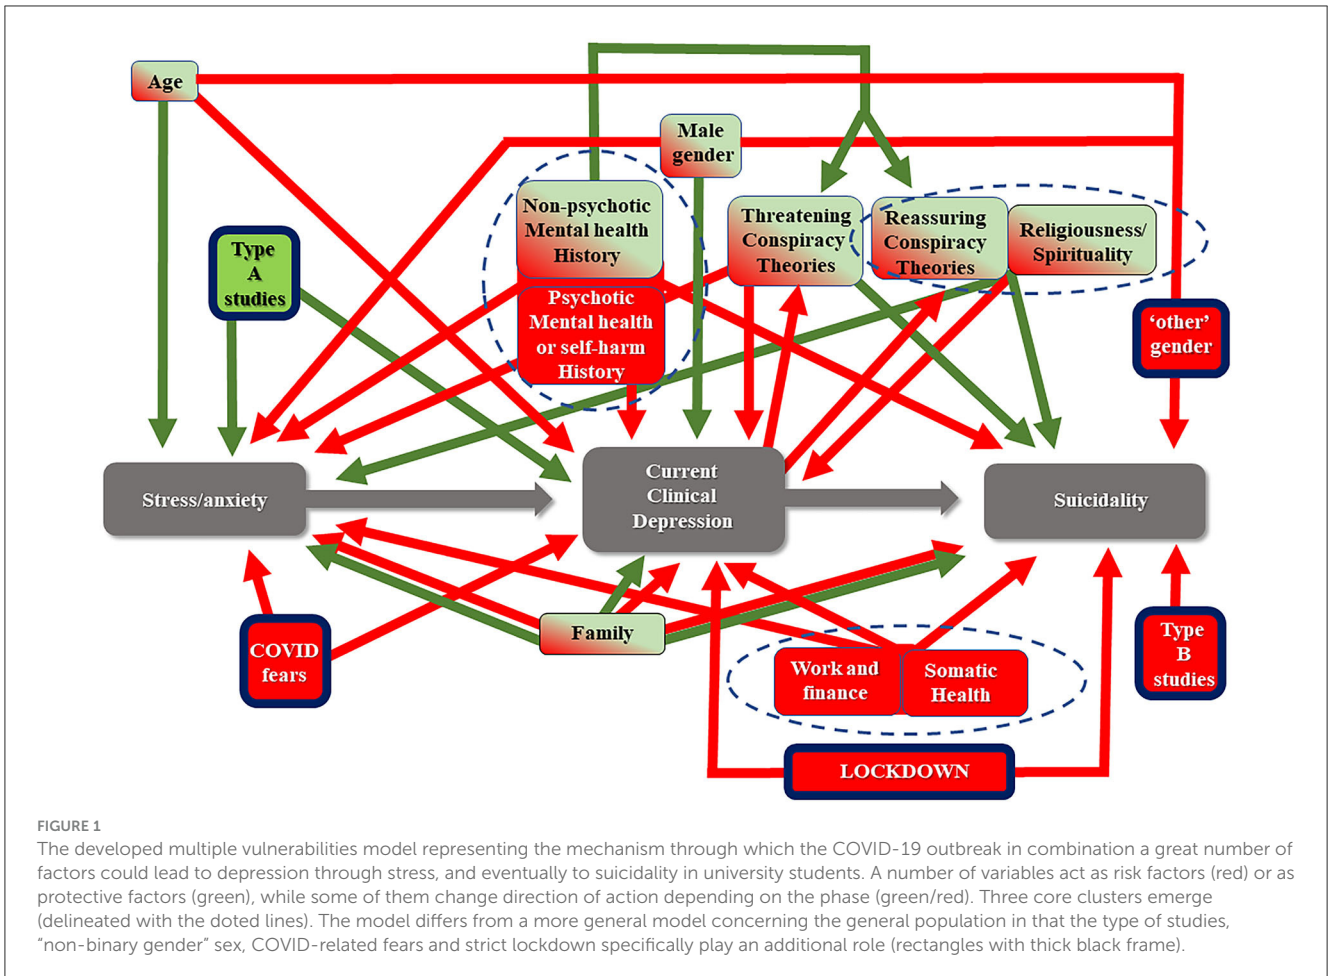 Age
Male
gender
Non-psychotic
Mental health
History
Threatening
Conspiracy
Theories
Reassuring
Conspiracy
Theories
Religiousness/
Spirituality
Type
A
studies
Psychotic
Mental health
or self-harm
History
‘other’
gender
Stress/anxiety
Current
Clinical
Depression
Suicidality
COVID
fears
Family
Work and
finance
Somatic
Health
Type
B
studies
LOCKDOWN
FIGURE 1
The developed multiple vulnerabilities model representing the mechanism through which the COVID-19 outbreak in combination a great number of
factors could lead to depression through stress, and eventually to suicidality in university students. A number of variables act as risk factors (red) or as
protective factors (green), while some of them change direction of action depending on the phase (green/red). Three core clusters emerge
(delineated with the doted lines). The model differs from a more general model concerning the general population in that the type of studies,
“non-binary gender” sex, COVID-related fears and strict lockdown specifically play an additional role (rectangles with thick black frame).